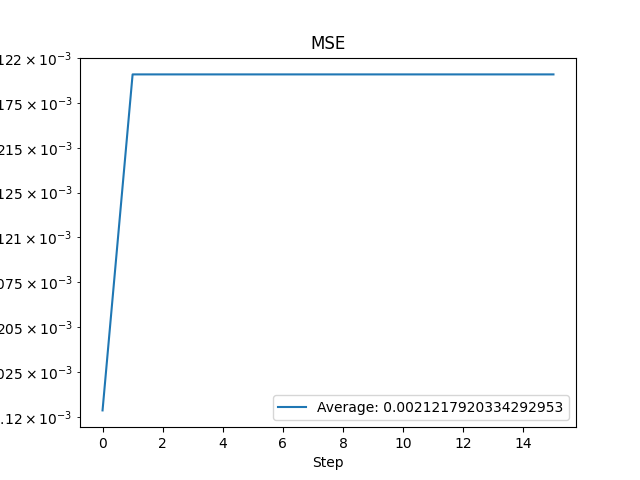 MSE
122 × 10⁻³
175 × 10⁻³
215 × 10⁻³
125 × 10⁻³
121 × 10⁻³
075 × 10⁻³
205 × 10⁻³
025 × 10⁻³
.12 × 10⁻³
Average: 0.0021217920334292953
0 2 4 6 8 10 12 14
Step